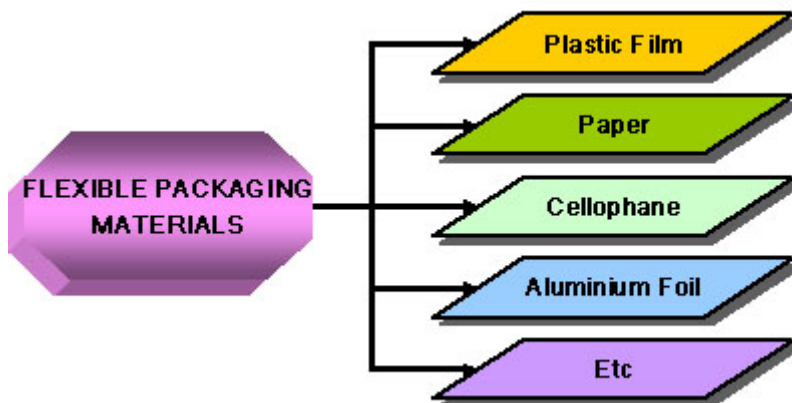 FLEXIBLE PACKAGING
MATERIALS
Plastic Film
Paper
Cellophane
Aluminium Foil
Etc